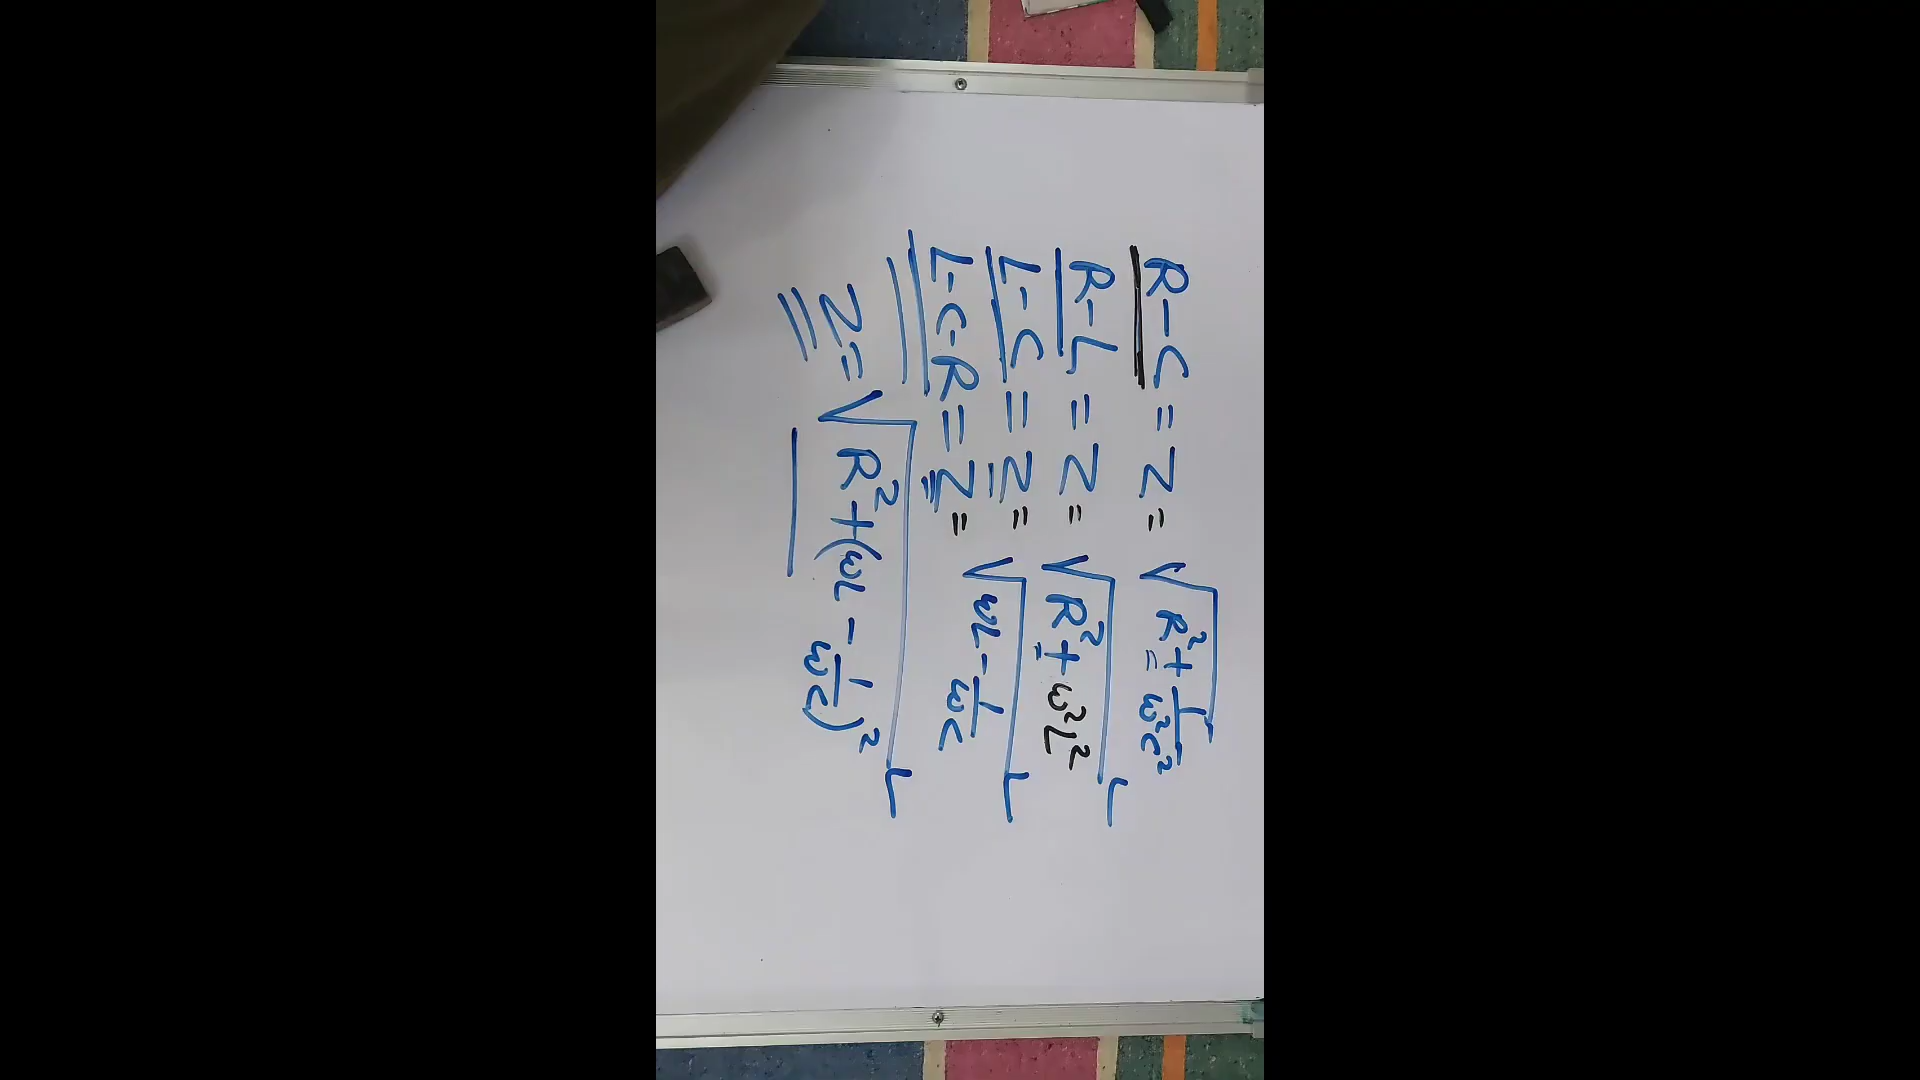 R-C = Z = √R² + 1/ω²C²
R-L = Z = √R² + ω²L²
L-C = Z = √ωL - 1/ωC
L-C-R = Z =
Z = √R² + (ωL - 1/ωC)²